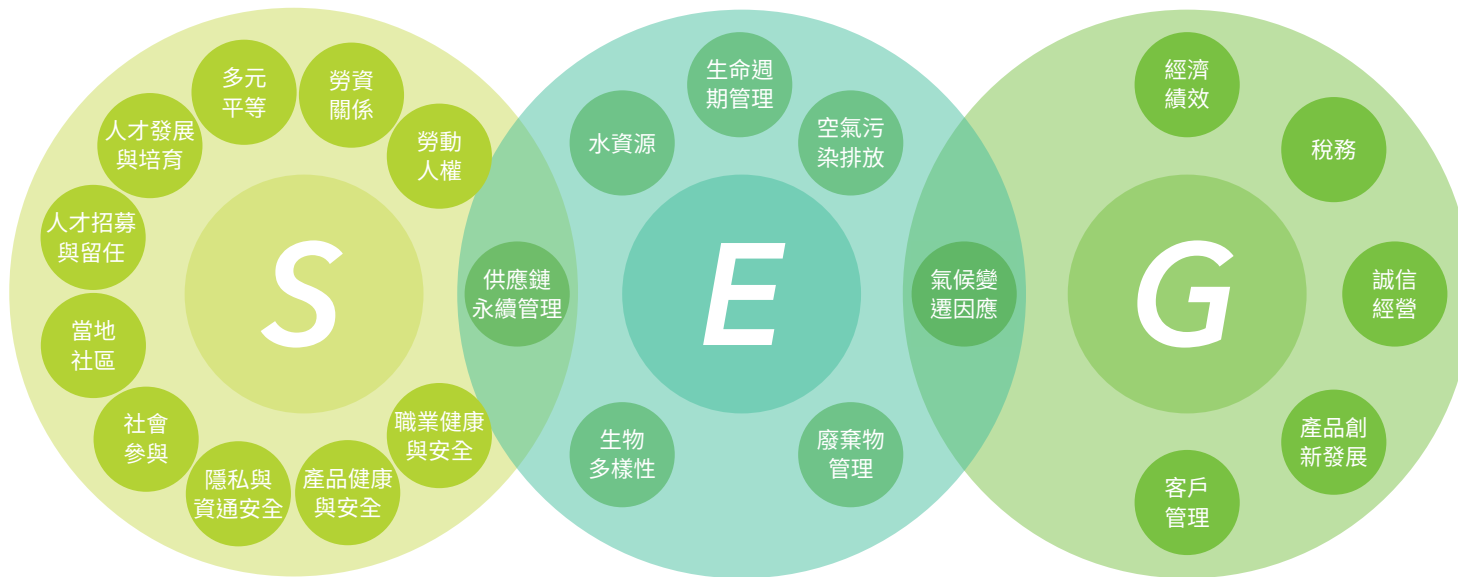 多元
平等
勞資
關係
勞動
人權
人才發展
與培育
人才招募
與留任
當地
社區
社會
參與
隱私與
資通安全
產品健康
與安全
職業健康
與安全
S
供應鏈
永續管理
生命週
期管理
水資源
空氣污
染排放
E
生物
多樣性
廢棄物
管理
氣候變
遷因應
經濟
績效
稅務
誠信
經營
產品創
新發展
客戶
管理
G